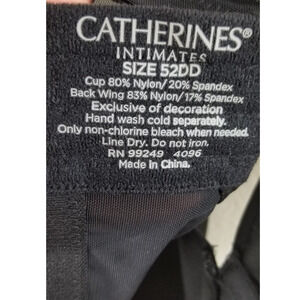 CATHERINES®
INTIMATES
SIZE 52DD
Cup 80% Nylon/20% Spandex
Back Wing 83% Nylon/17% Spandex
Exclusive of decoration
Hand wash cold separately.
Only non-chlorine bleach when needed.
Line Dry. Do not iron.
RN 99249 4096
Made in China.